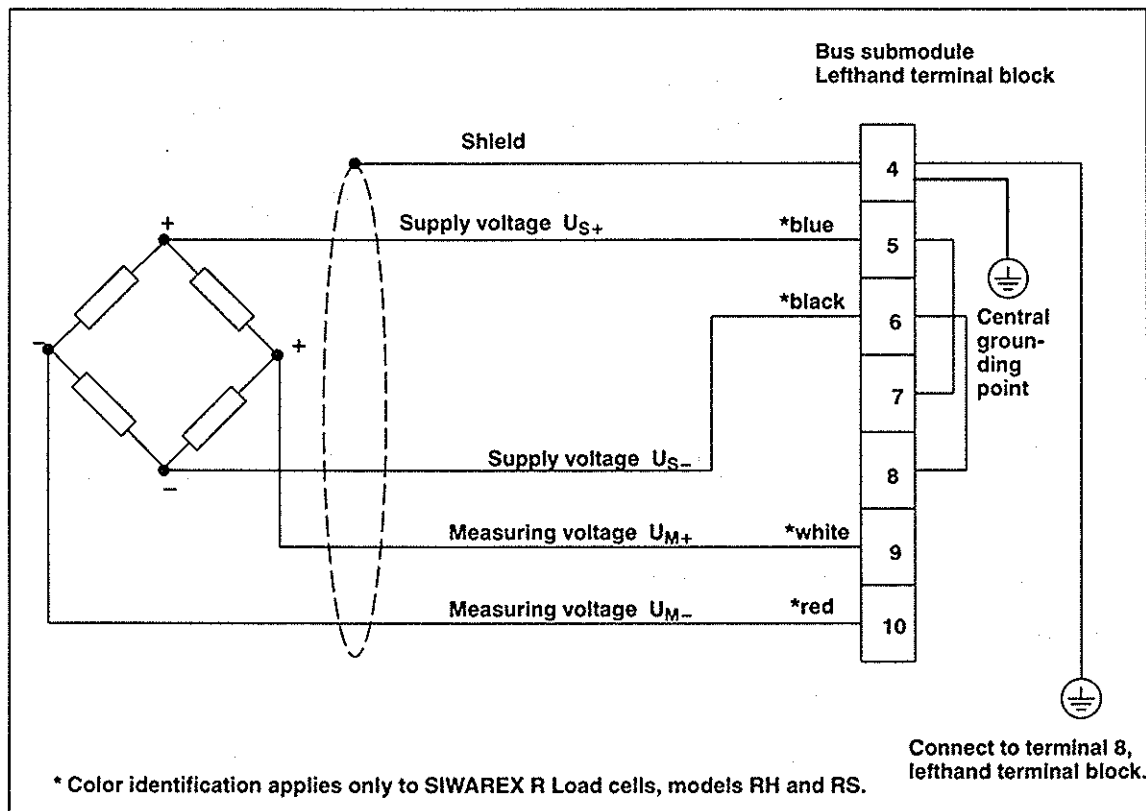 Bus submodule
Lefthand terminal block
Shield
4
+
Supply voltage US+
*blue
5
*black
6
Central
groun-
ding
point
–
+
7
Supply voltage US–
8
–
Measuring voltage UM+
*white
9
Measuring voltage UM–
*red
10
Connect to terminal 8,
lefthand terminal block.
* Color identification applies only to SIWAREX R Load cells, models RH and RS.